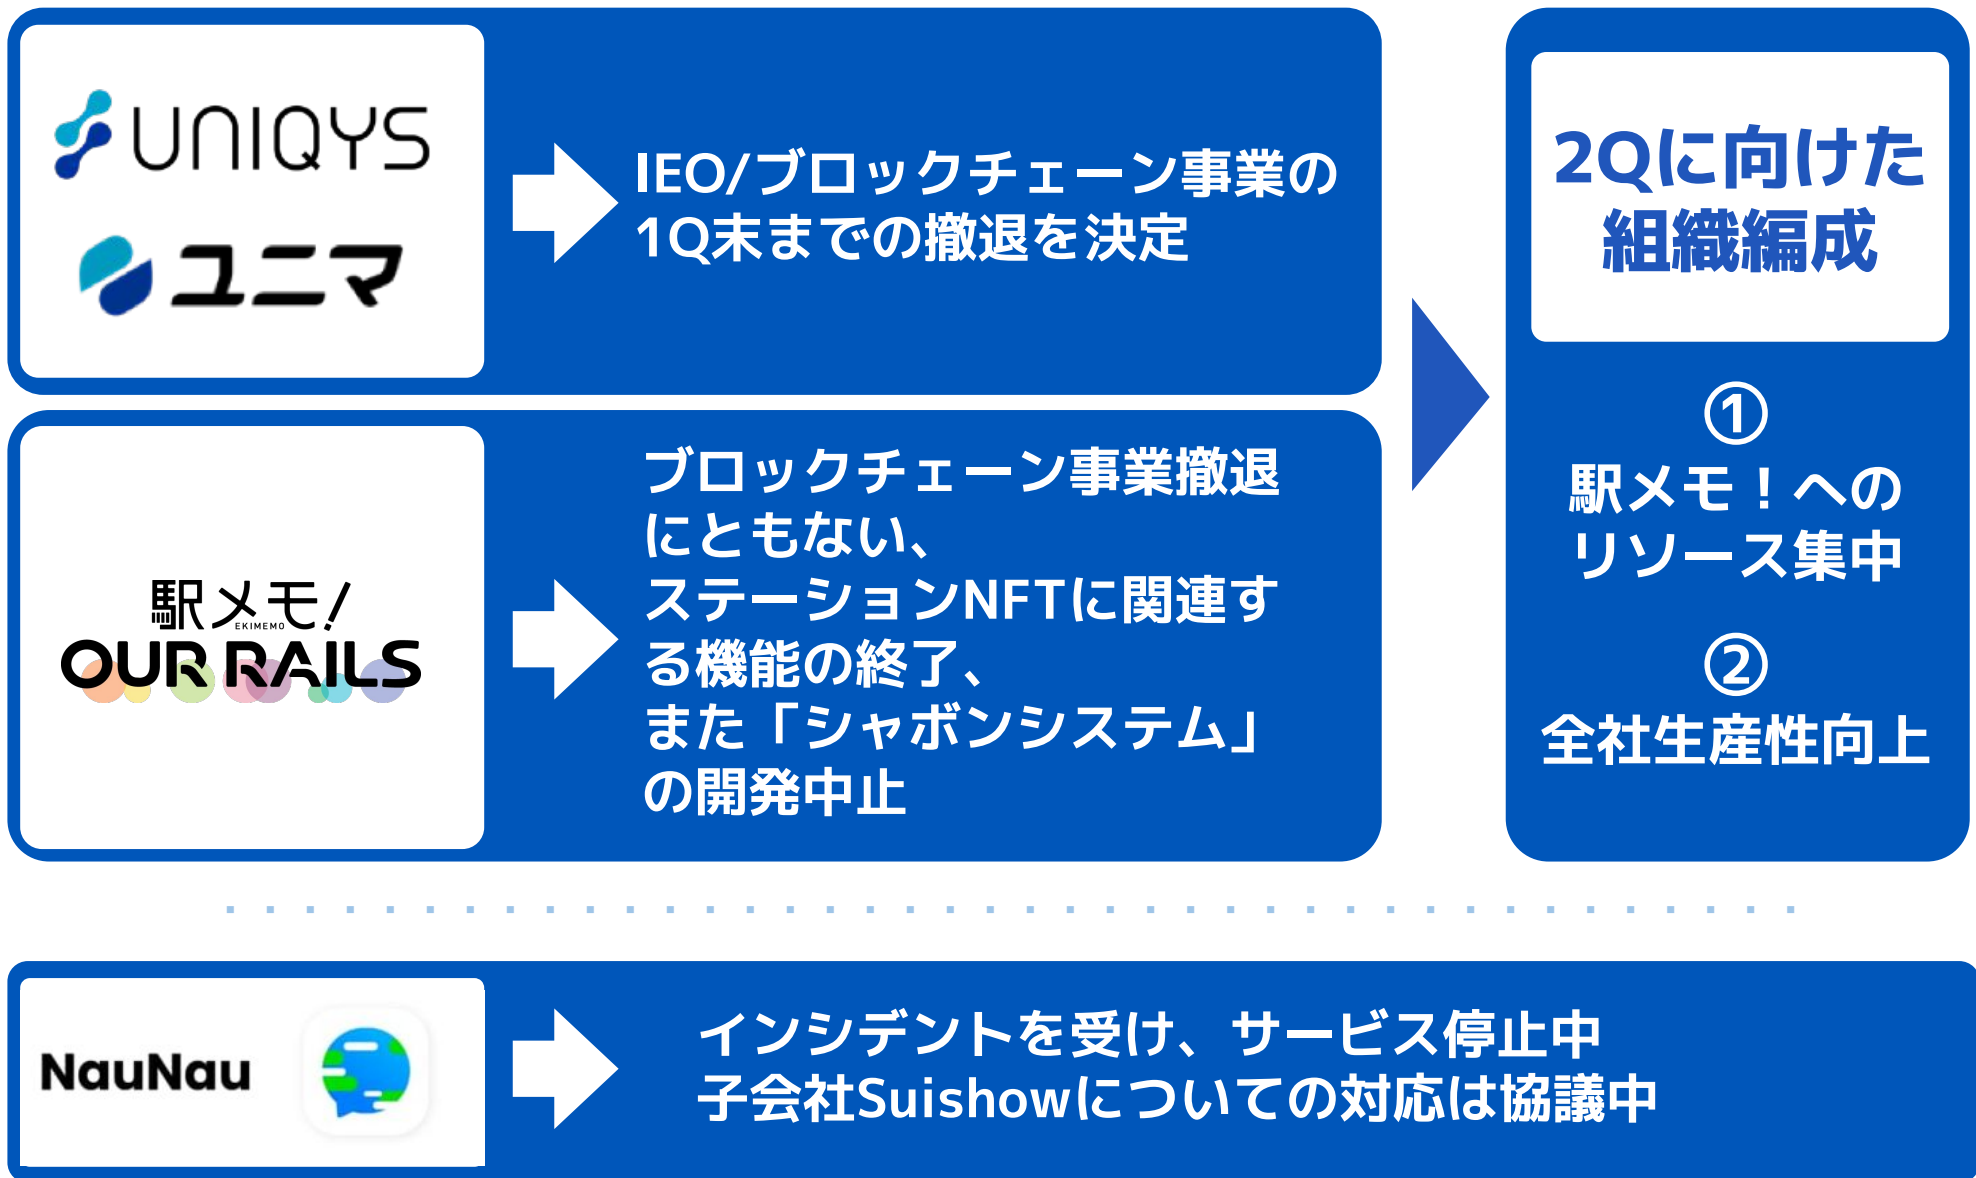 UNIQYS
ユニマ
IEO/ブロックチェーン事業の
1Q末までの撤退を決定
駅メモ!
EKIMEMO
OUR RAILS
ブロックチェーン事業撤退
にともない、
ステーションNFTに関連す
る機能の終了、
また「シャボンシステム」
の開発中止
2Qに向けた
組織編成
①
駅メモ！への
リソース集中
②
全社生産性向上
NauNau
インシデントを受け、サービス停止中
子会社Suishowについての対応は協議中